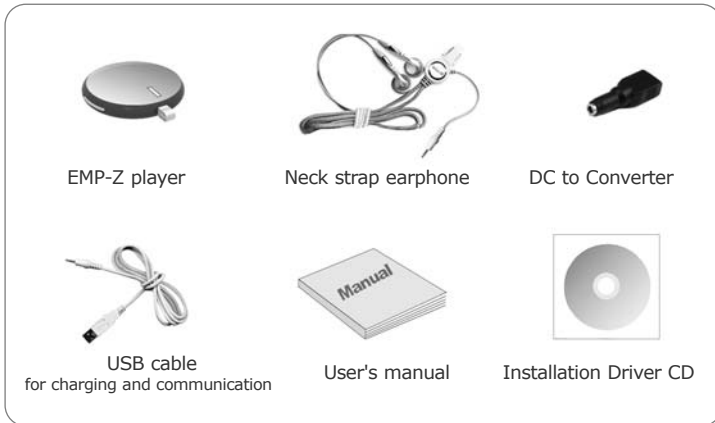 EMP-Z player
Neck strap earphone
DC to Converter
Manual
USB cable
for charging and communication
User's manual
Installation Driver CD